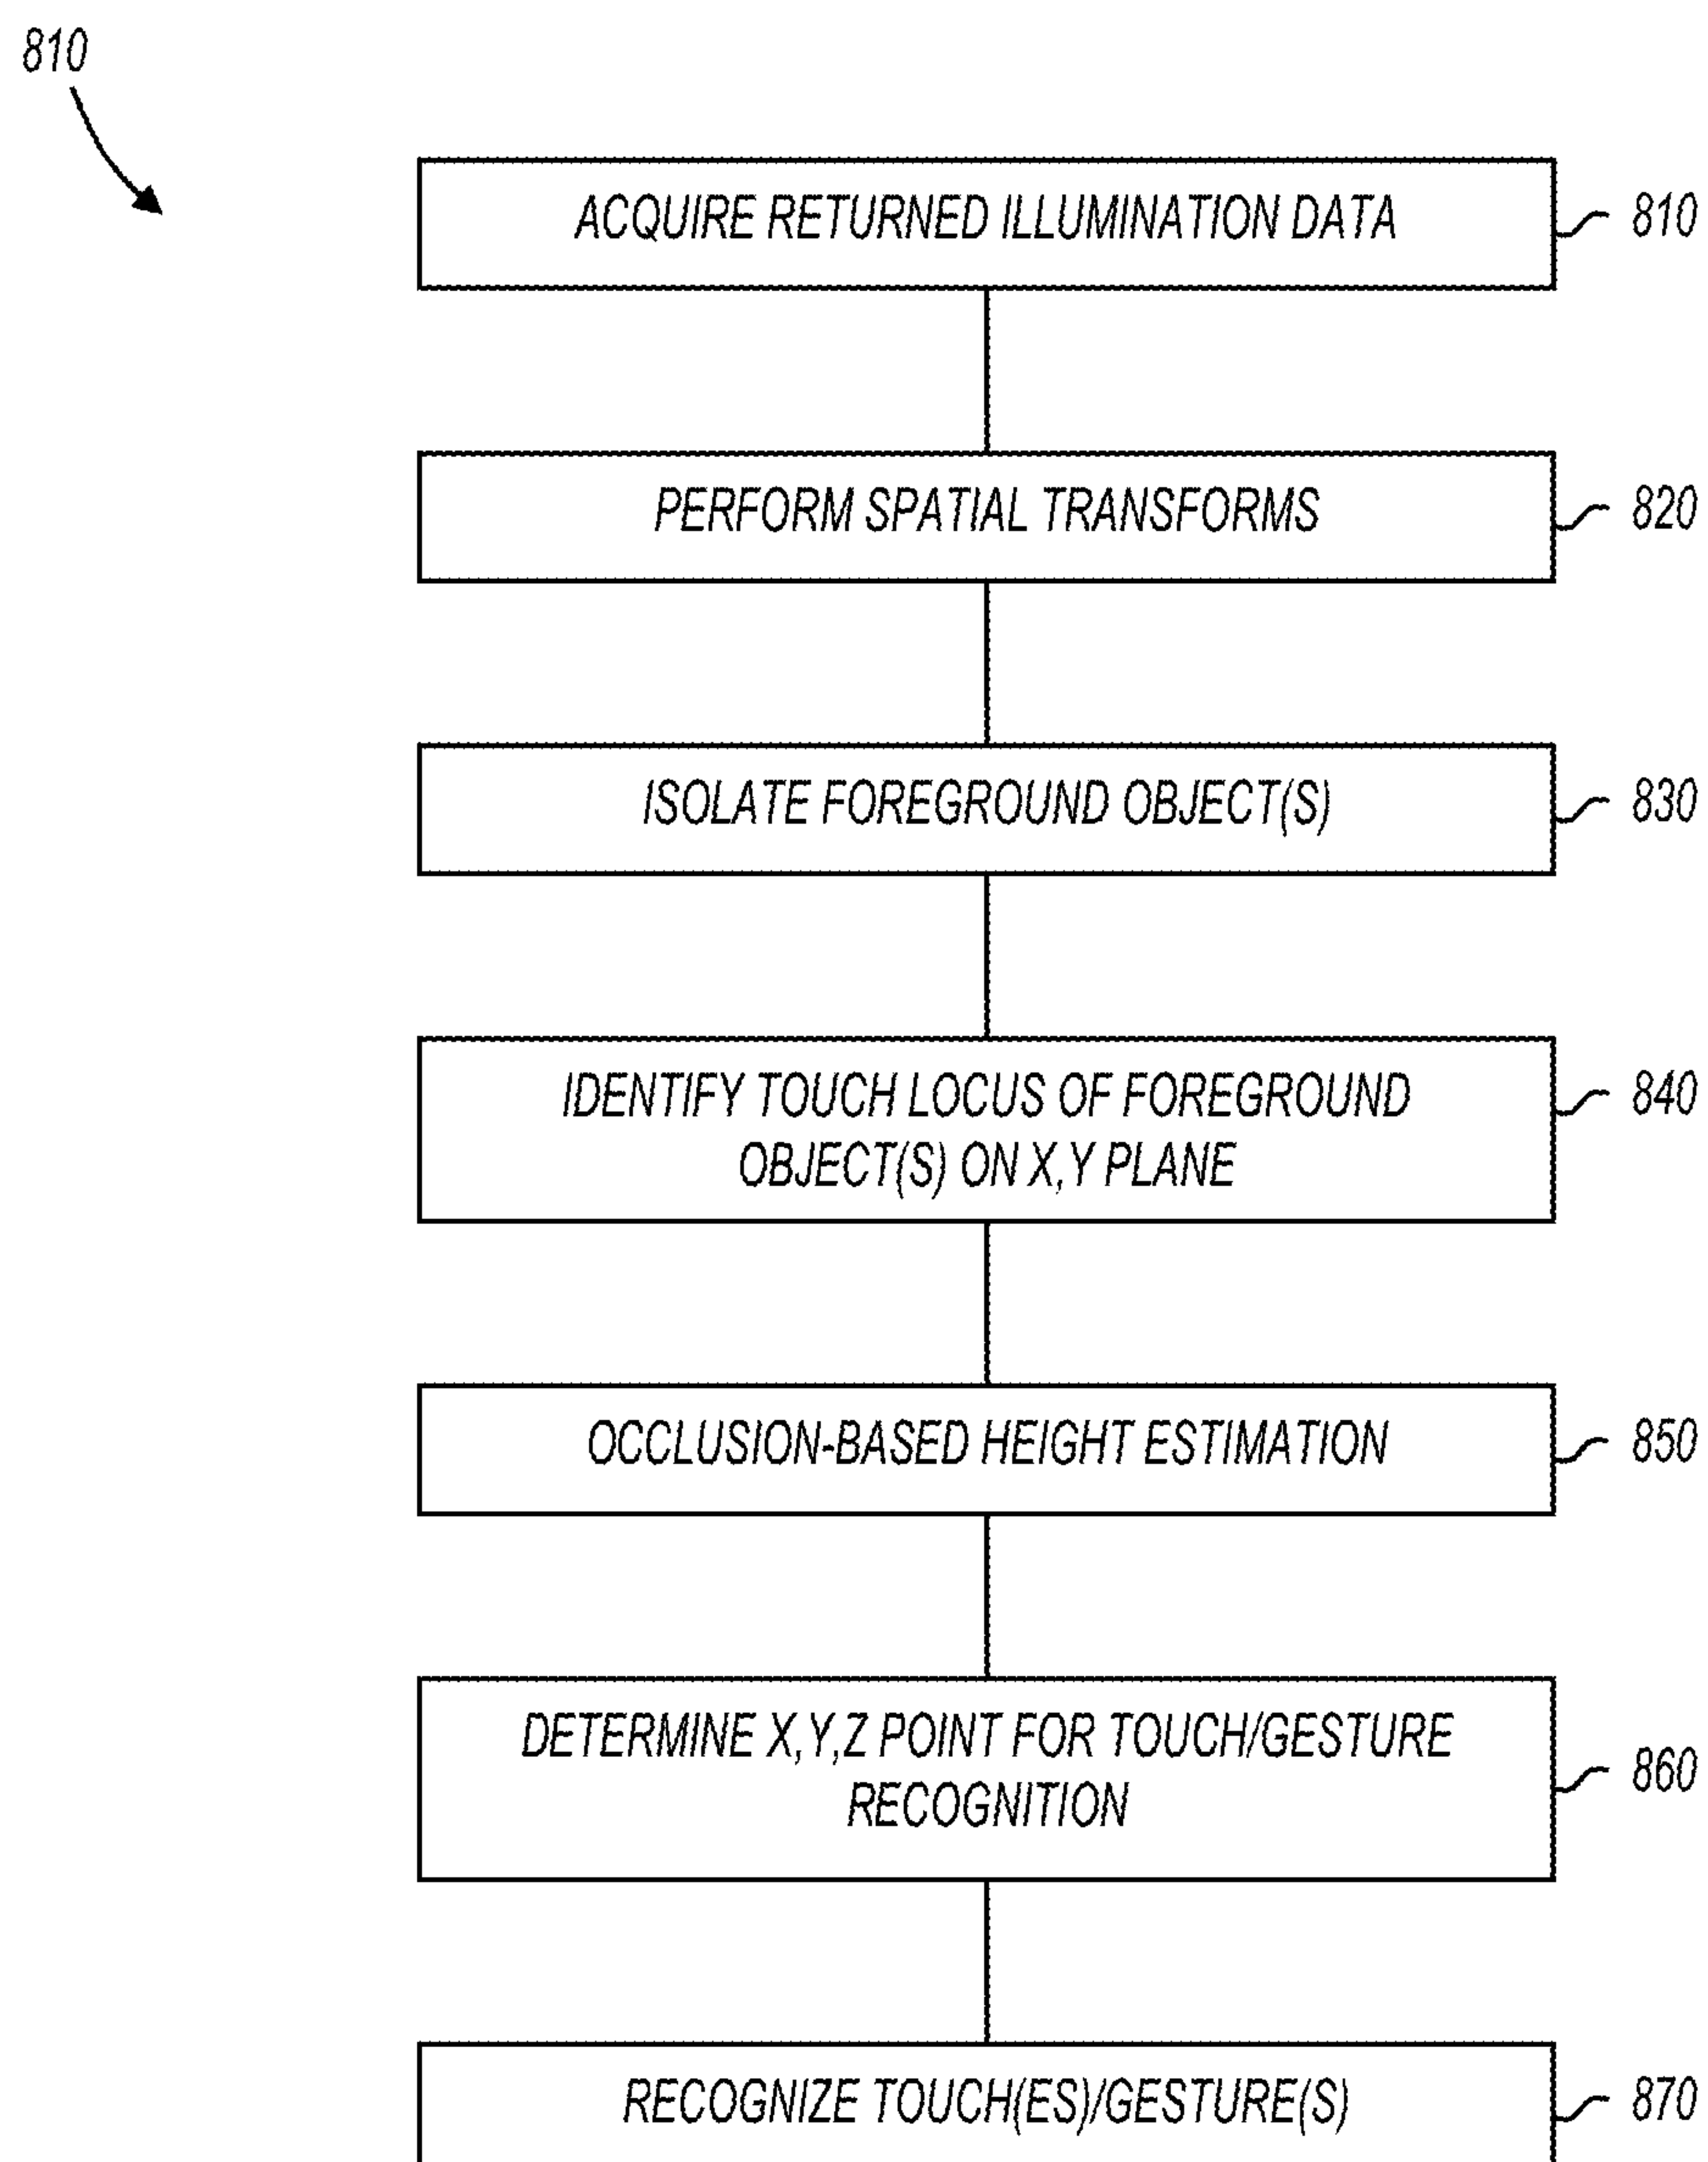 810
ACQUIRE RETURNED ILLUMINATION DATA
810
PERFORM SPATIAL TRANSFORMS
820
ISOLATE FOREGROUND OBJECT(S)
830
IDENTIFY TOUCH LOCUS OF FOREGROUND
OBJECT(S) ON X,Y PLANE
840
OCCLUSION-BASED HEIGHT ESTIMATION
850
DETERMINE X,Y,Z POINT FOR TOUCH/GESTURE
RECOGNITION
860
RECOGNIZE TOUCH(ES)/GESTURE(S)
870